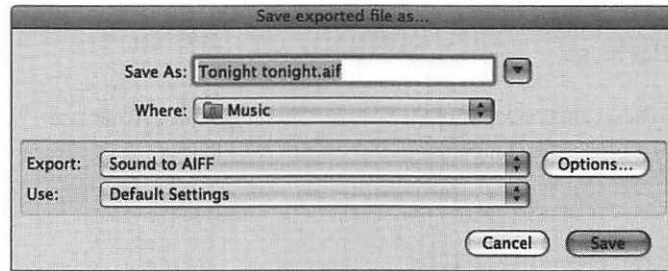 Save exported file as...
Save As: Tonight tonight.aif
Where: Music
Export: Sound to AIFF Options...
Use: Default Settings
Cancel Save